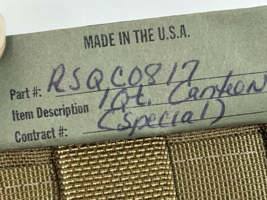 MADE IN THE U.S.A.
Part #: RSQC0817
Item Description 1Qt. Canteen
Contract #: (special)